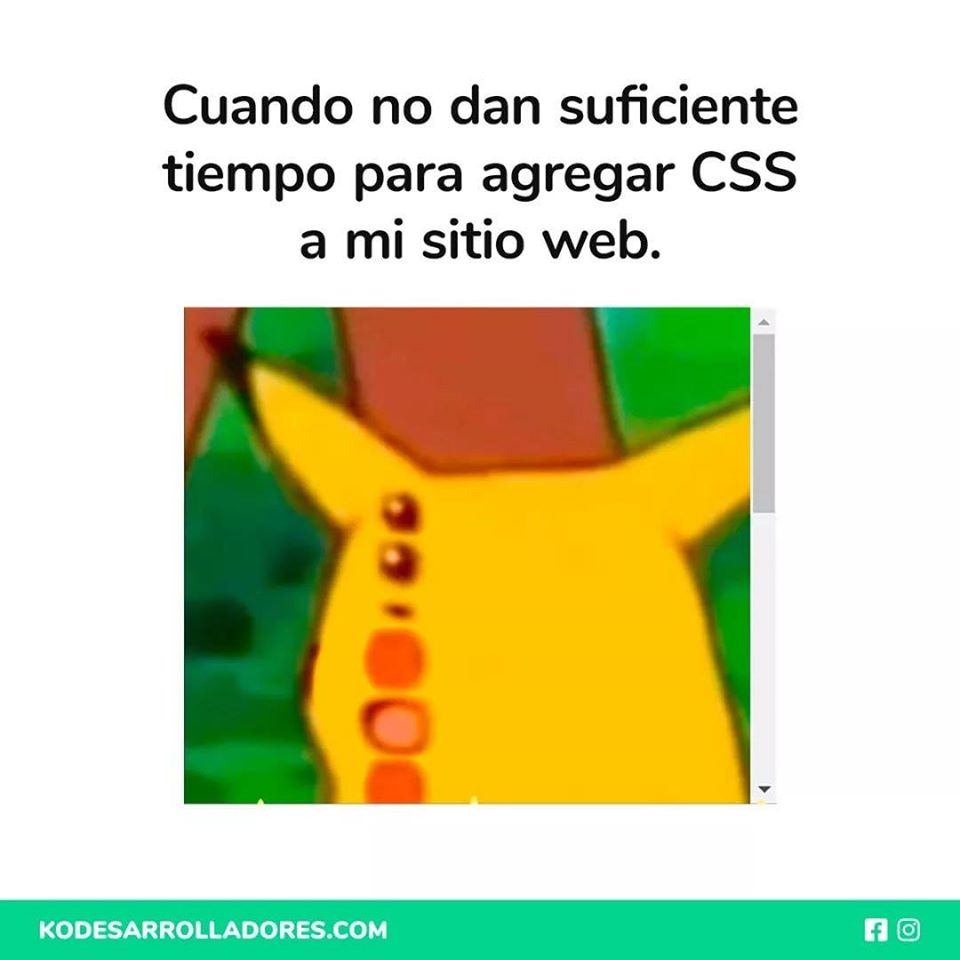 Cuando no dan suficiente
tiempo para agregar CSS
a mi sitio web.
KODESARROLLADORES.COM